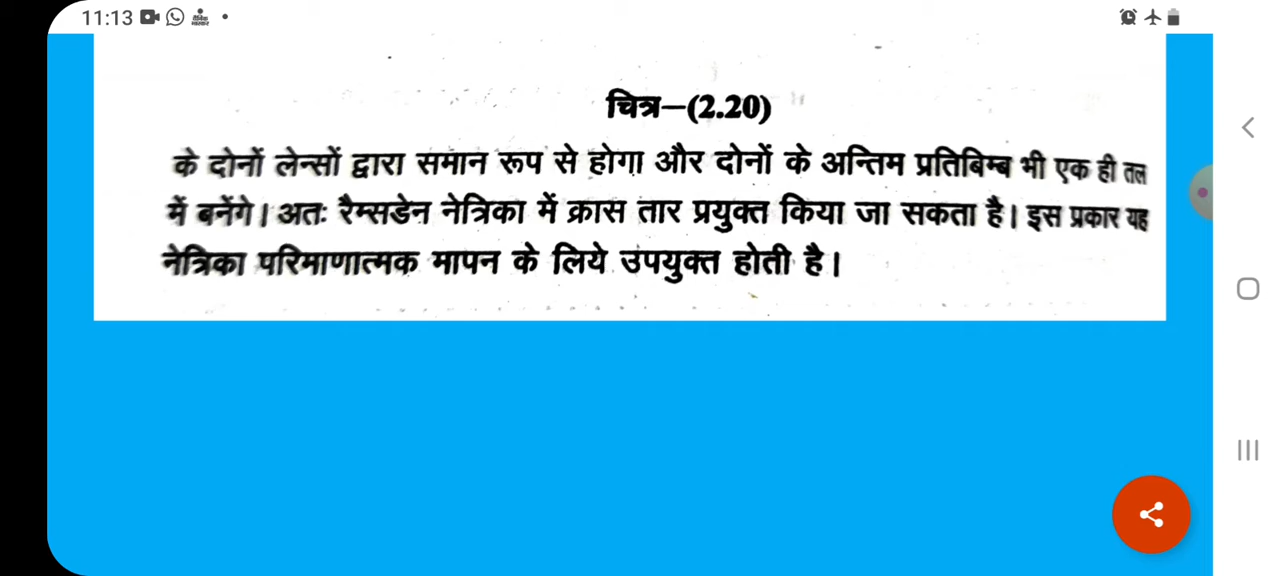 11:13
चित्र–(2.20)
के दोनों लेन्सों द्वारा समान रूप से होगा और दोनों के अन्तिम प्रतिबिम्ब भी एक ही तल
में बनेंगे। अतः रैम्सडेन नेत्रिका में क्रास तार प्रयुक्त किया जा सकता है। इस प्रकार यह
नेत्रिका परिमाणात्मक मापन के लिये उपयुक्त होती है।